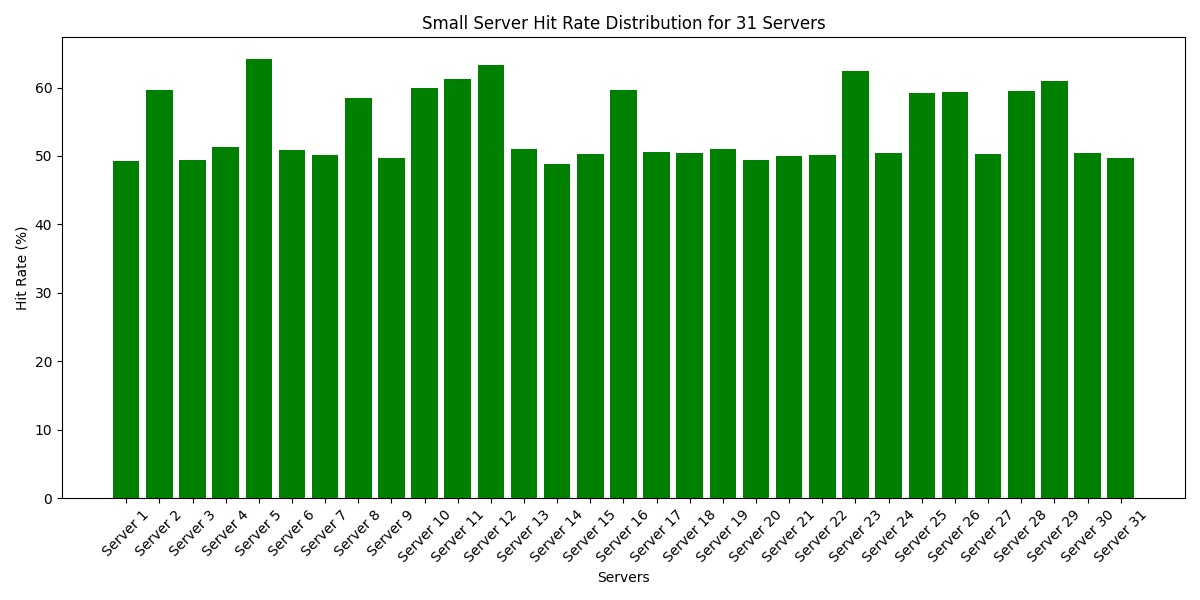 Small Server Hit Rate Distribution for 31 Servers
Hit Rate (%)
60
50
40
30
20
10
0
Server 1
Server 2
Server 3
Server 4
Server 5
Server 6
Server 7
Server 8
Server 9
Server 10
Server 11
Server 12
Server 13
Server 14
Server 15
Server 16
Server 17
Server 18
Server 19
Server 20
Server 21
Server 22
Server 23
Server 24
Server 25
Server 26
Server 27
Server 28
Server 29
Server 30
Server 31
Servers